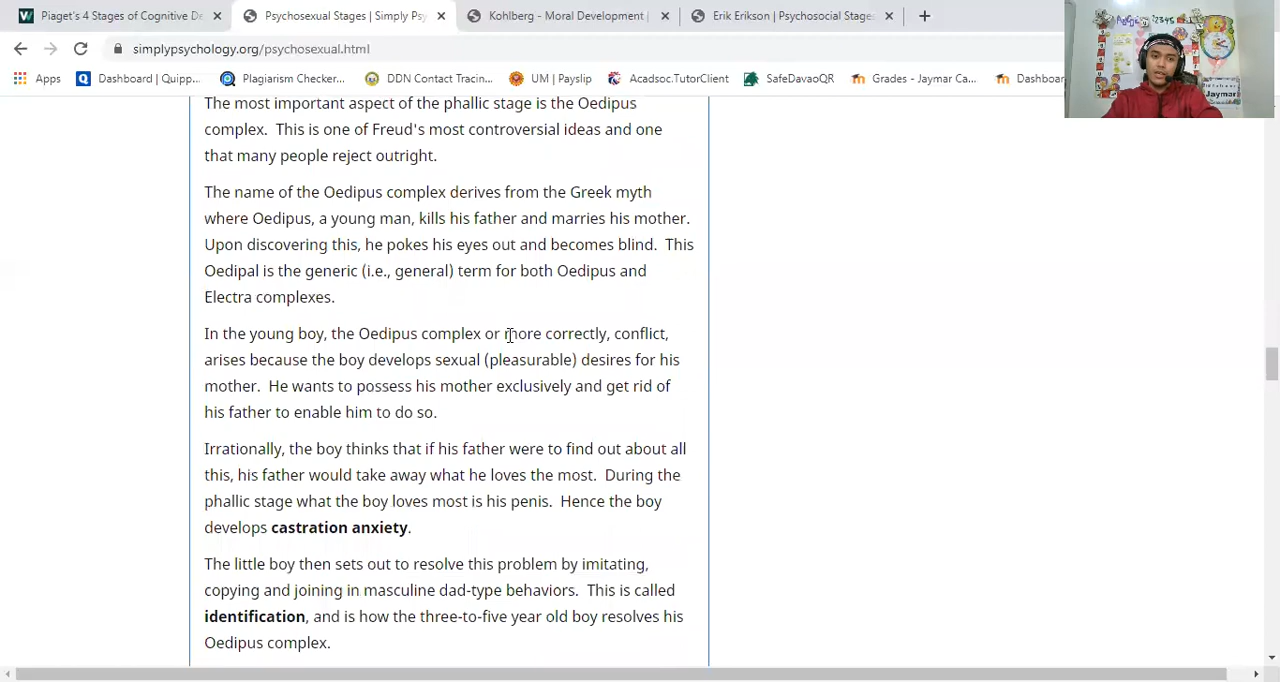 Piaget's 4 Stages of Cognitive De
Psychosexual Stages | Simply Ps
Kohlberg - Moral Development
Erik Erikson | Psychosocial Stages
simplypsychology.org/psychosexual.html
Apps
Dashboard | Quipp...
Plagiarism Checker...
DDN Contact Tracin...
UM | Payslip
Acadsoc.TutorClient
SafeDavaoQR
Grades - Jaymar Ca...
Dashboar
Jaymar
The most important aspect of the phallic stage is the Oedipus
complex. This is one of Freud's most controversial ideas and one
that many people reject outright.
The name of the Oedipus complex derives from the Greek myth
where Oedipus, a young man, kills his father and marries his mother.
Upon discovering this, he pokes his eyes out and becomes blind. This
Oedipal is the generic (i.e., general) term for both Oedipus and
Electra complexes.
In the young boy, the Oedipus complex or more correctly, conflict,
arises because the boy develops sexual (pleasurable) desires for his
mother. He wants to possess his mother exclusively and get rid of
his father to enable him to do so.
Irrationally, the boy thinks that if his father were to find out about all
this, his father would take away what he loves the most. During the
phallic stage what the boy loves most is his penis. Hence the boy
develops castration anxiety.
The little boy then sets out to resolve this problem by imitating,
copying and joining in masculine dad-type behaviors. This is called
identification, and is how the three-to-five year old boy resolves his
Oedipus complex.